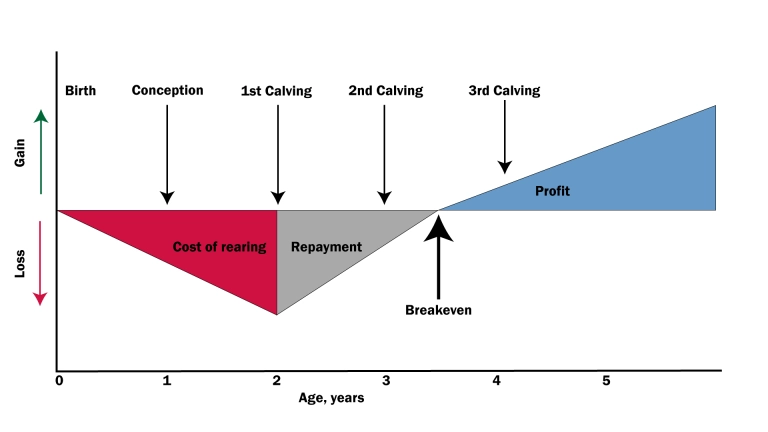 Birth
Conception
1st Calving
2nd Calving
3rd Calving
Gain
Loss
Profit
Cost of rearing
Repayment
Breakeven
0 1 2 3 4 5
Age, years